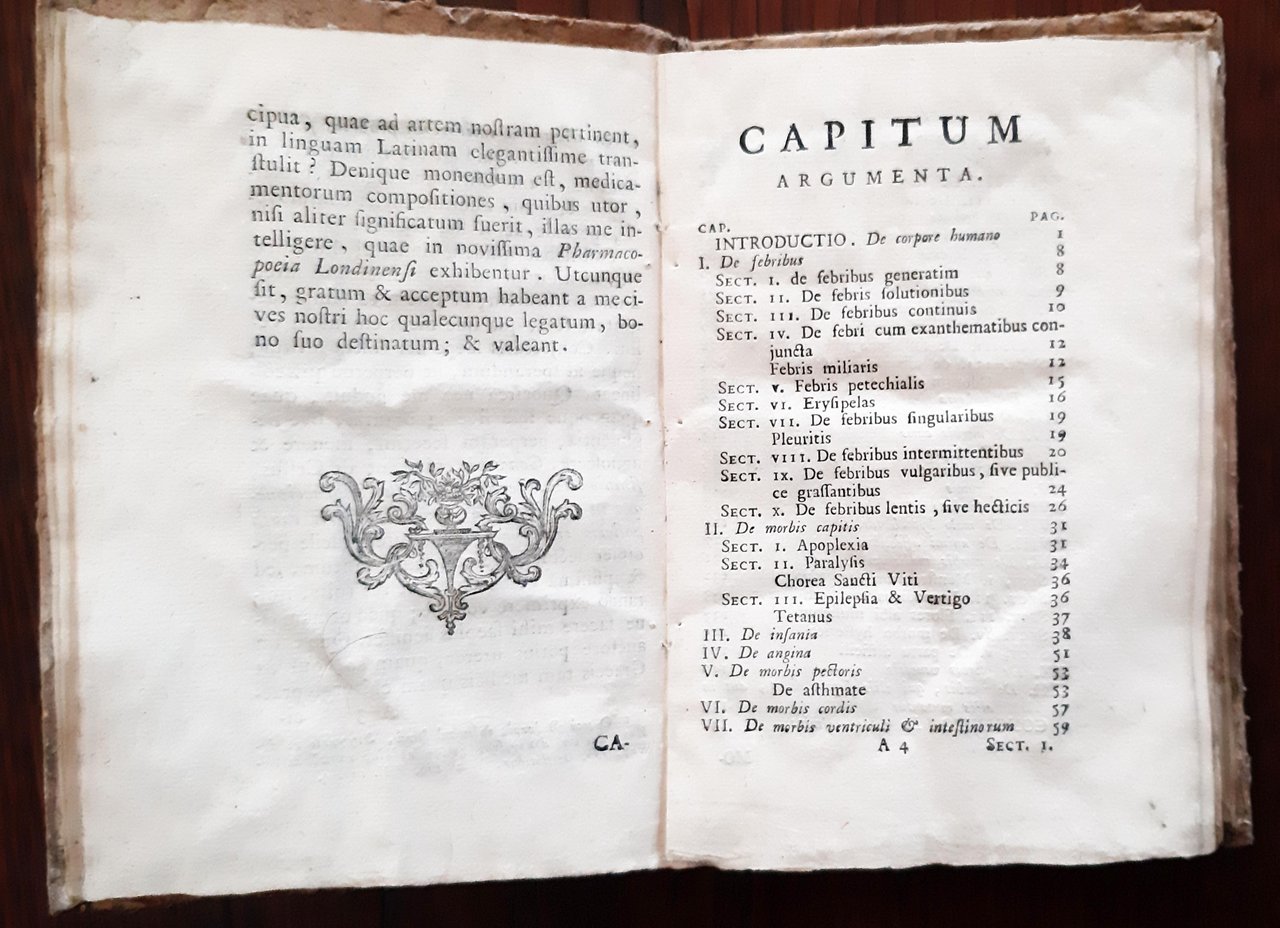 cipua, quae ad artem noſtram pertinent,
in linguam Latinam elegantiſſime tran-
ſtulit? Denique monendum eſt, medica-
mentorum compoſitiones, quibus utor,
niſi aliter ſignificatum fuerit, illas me in-
telligere, quae in noviſſima Pharmaco-
poeia Londinenſi exhibentur. Utcunque
ſit, gratum & acceptum habeant a me ci-
ves noſtri hoc qualecunque legatum, bo-
no ſuo deſtinatum; & valeant.
CA-
CAPITUM
ARGUMENTA.
CAP. PAG.
INTRODUCTIO. De corpore humano 1
I. De febribus 8
SECT. I. de febribus generatim 8
SECT. II. De febris ſolutionibus 9
SECT. III. De febribus continuis 10
SECT. IV. De febri cum exanthematibus con-
juncta 12
Febris miliaris 12
SECT. V. Febris petechialis 15
SECT. VI. Eryſipelas 16
SECT. VII. De febribus ſingularibus 19
Pleuritis 19
SECT. VIII. De febribus intermittentibus 20
SECT. IX. De febribus vulgaribus, ſive publi-
ce graſſantibus 24
SECT. X. De febribus lentis, ſive hecticis 26
II. De morbis capitis 31
SECT. I. Apoplexia 31
SECT. II. Paralyſis 34
Chorea Sancti Viti 36
SECT. III. Epilepſia & Vertigo 36
Tetanus 37
III. De inſania 38
IV. De angina 51
V. De morbis pectoris 53
De aſthmate 53
VI. De morbis cordis 57
VII. De morbis ventriculi & inteſtinorum 59
A 4 SECT. I.